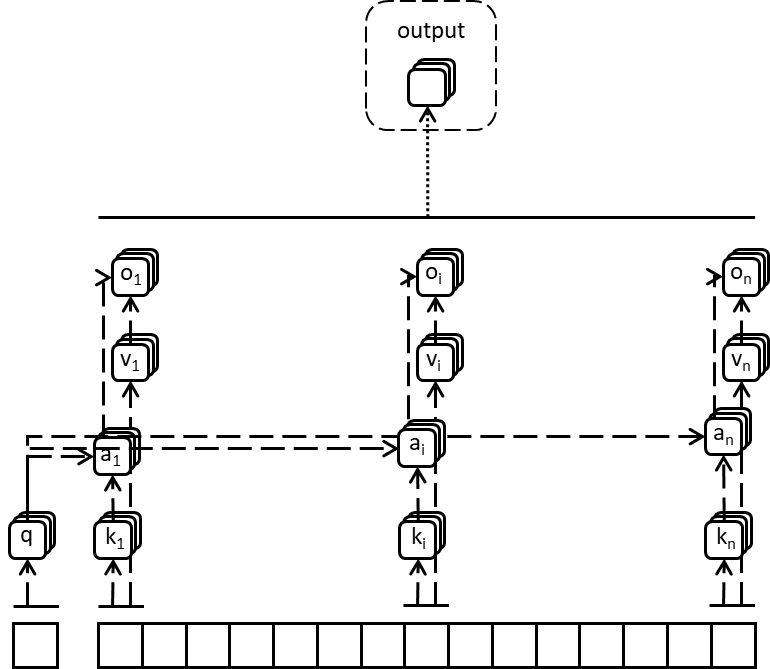 output
o1 oi on
v1 vi vn
a1 ai an
q k1 ki kn